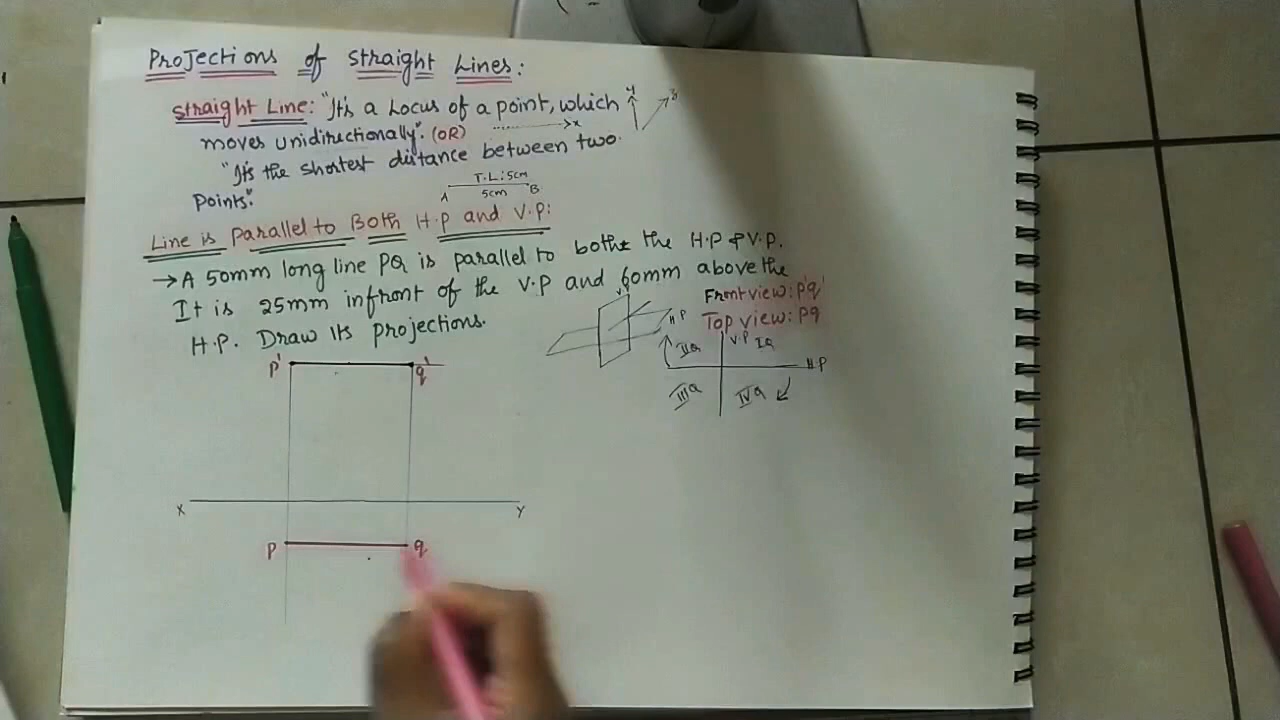 Projections of straight Lines:
straight Line: "It's a Locus of a point, which
y z
moves unidirectionally". (OR) x
"It's the shortest distance between two
points."
T.L:5cm
A 5cm B
Line is parallel to Both H.p and V.p:
→ A 50mm long line PQ is parallel to bothe the H.P & V.P.
It is 25mm infront of the V.P and 60mm above the
H.P. Draw its projections.
Frontview: p'q'
Top view: pq
H P
V P
IIQ IQ
H P
IIIQ IVQ
p' q'
X Y
p q